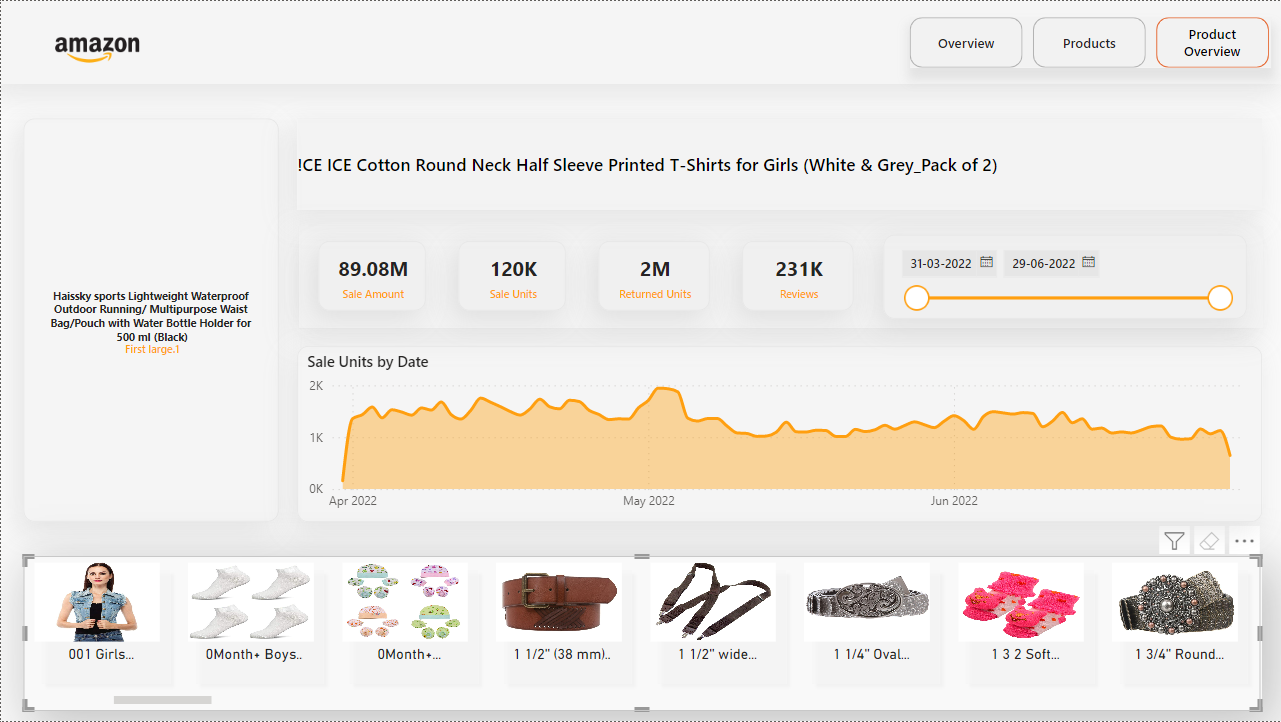 amazon
Overview
Products
Product
Overview
!CE ICE Cotton Round Neck Half Sleeve Printed T-Shirts for Girls (White & Grey_Pack of 2)
Haissky sports Lightweight Waterproof
Outdoor Running/ Multipurpose Waist
Bag/Pouch with Water Bottle Holder for
500 ml (Black)
First large.1
89.08M
Sale Amount
120K
Sale Units
2M
Returned Units
231K
Reviews
31-03-2022
29-06-2022
Sale Units by Date
2K
1K
0K
Apr 2022
May 2022
Jun 2022
001 Girls...
0Month+ Boys..
0Month+...
1 1/2" (38 mm)..
1 1/2" wide...
1 1/4" Oval...
1 3 2 Soft...
1 3/4" Round...